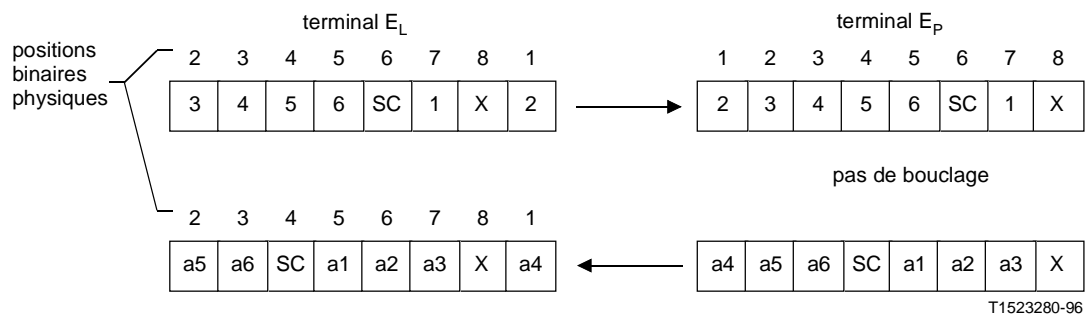 terminal EL terminal EP
positions binaires physiques
2 3 4 5 6 7 8 1 1 2 3 4 5 6 7 8
3 4 5 6 SC 1 X 2 2 3 4 5 6 SC 1 X
pas de bouclage
2 3 4 5 6 7 8 1
a5 a6 SC a1 a2 a3 X a4 a4 a5 a6 SC a1 a2 a3 X
T1523280-96